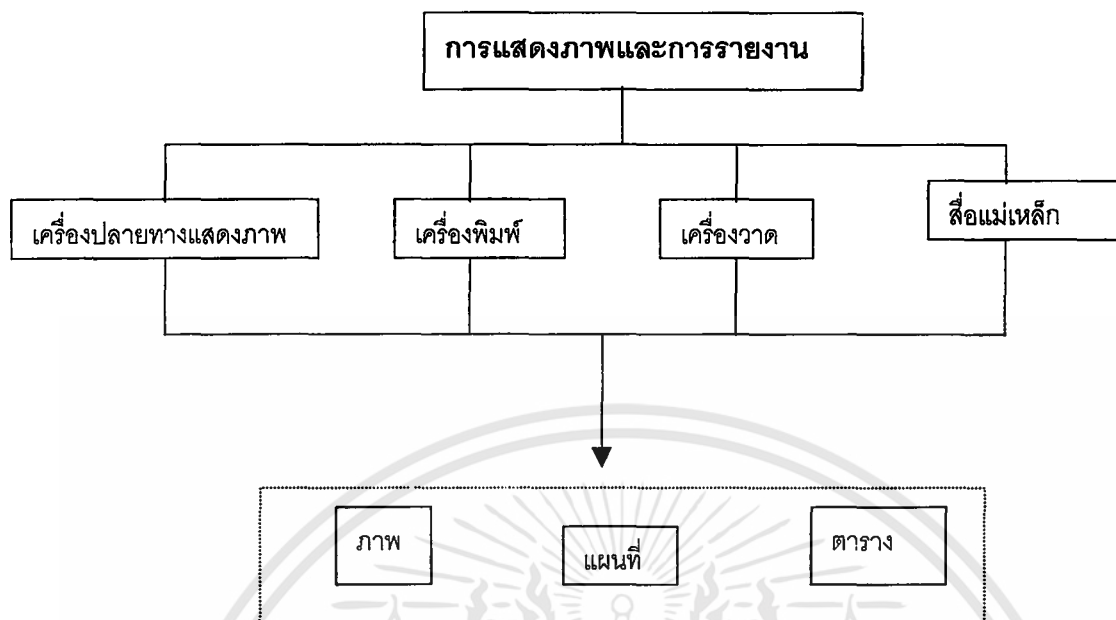 การแสดงภาพและการรายงาน
เครื่องปลายทางแสดงภาพ
เครื่องพิมพ์
เครื่องวาด
สื่อแม่เหล็ก
ภาพ
แผนที่
ตาราง